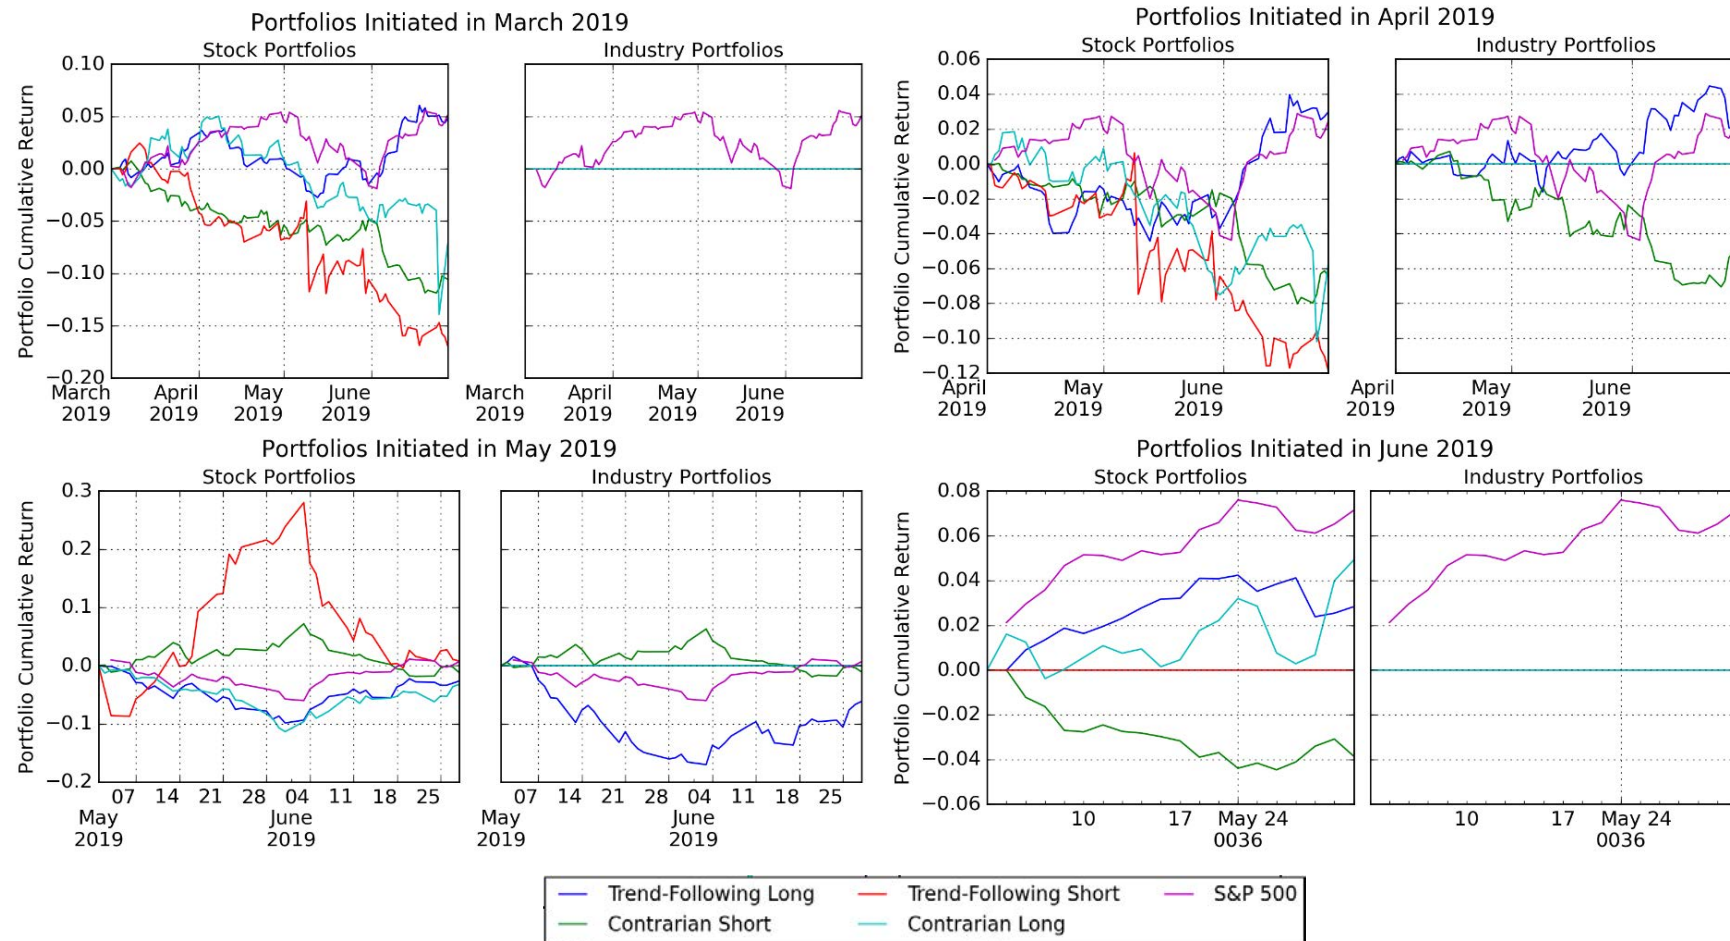 Portfolios Initiated in March 2019
Stock Portfolios
Industry Portfolios
Portfolio Cumulative Return
0.10
0.05
0.00
−0.05
−0.10
−0.15
−0.20
March 2019
April 2019
May 2019
June 2019
March 2019
April 2019
May 2019
June 2019
Portfolios Initiated in April 2019
Stock Portfolios
Industry Portfolios
Portfolio Cumulative Return
0.06
0.04
0.02
0.00
−0.02
−0.04
−0.06
−0.08
−0.10
−0.12
April 2019
May 2019
June 2019
April 2019
May 2019
June 2019
Portfolios Initiated in May 2019
Stock Portfolios
Industry Portfolios
Portfolio Cumulative Return
0.3
0.2
0.1
0.0
−0.1
−0.2
07 14 21 28 04 11 18 25
May 2019
June 2019
07 14 21 28 04 11 18 25
May 2019
June 2019
Portfolios Initiated in June 2019
Stock Portfolios
Industry Portfolios
Portfolio Cumulative Return
0.08
0.06
0.04
0.02
0.00
−0.02
−0.04
−0.06
10 17 May 24
0036
10 17 May 24
0036
Trend-Following Long
Trend-Following Short
S&P 500
Contrarian Short
Contrarian Long